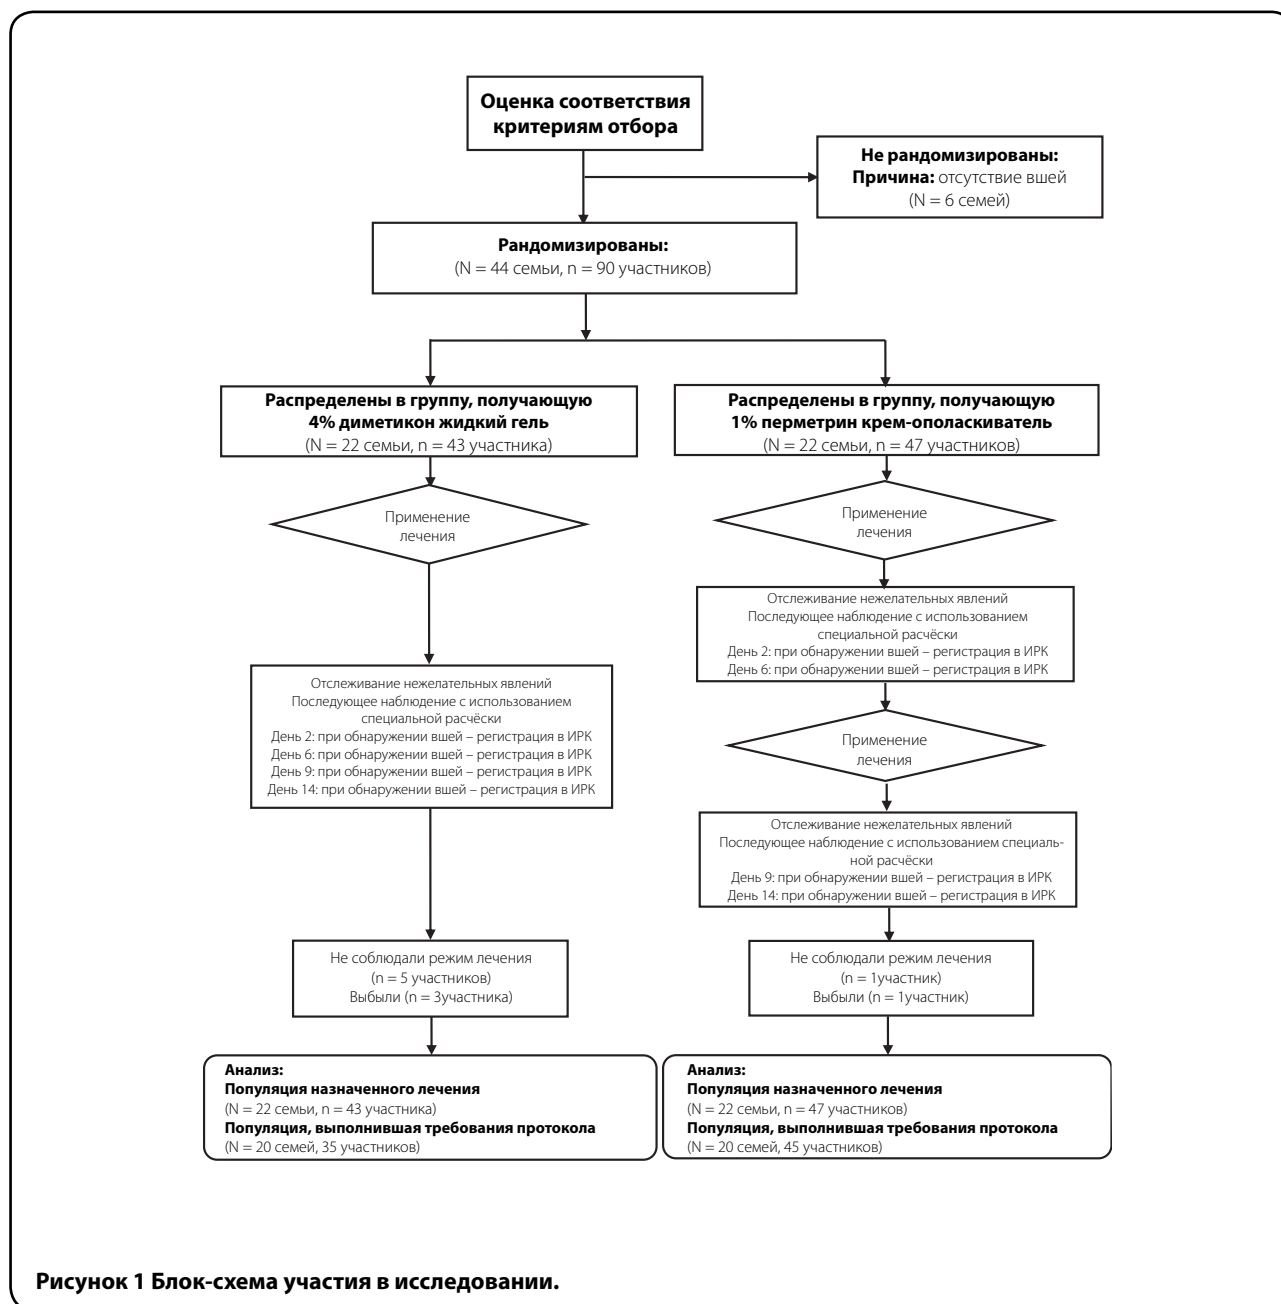 Оценка соответствия
критериям отбора
Не рандомизированы:
Причина: отсутствие вшей
(N = 6 семей)
Рандомизированы:
(N = 44 семьи, n = 90 участников)
Распределены в группу, получающую
4% диметикон жидкий гель
(N = 22 семьи, n = 43 участника)
Применение
лечения
Отслеживание нежелательных явлений
Последующее наблюдение с использованием
специальной расчёски
День 2: при обнаружении вшей – регистрация в ИРК
День 6: при обнаружении вшей – регистрация в ИРК
День 9: при обнаружении вшей – регистрация в ИРК
День 14: при обнаружении вшей – регистрация в ИРК
Не соблюдали режим лечения
(n = 5 участников)
Выбыли (n = 3участника)
Анализ:
Популяция назначенного лечения
(N = 22 семьи, n = 43 участника)
Популяция, выполнившая требования протокола
(N = 20 семей, 35 участников)
Распределены в группу, получающую
1% перметрин крем-ополаскиватель
(N = 22 семьи, n = 47 участников)
Применение
лечения
Отслеживание нежелательных явлений
Последующее наблюдение с использованием
специальной расчёски
День 2: при обнаружении вшей – регистрация в ИРК
День 6: при обнаружении вшей – регистрация в ИРК
Применение
лечения
Отслеживание нежелательных явлений
Последующее наблюдение с использованием специаль-
ной расчёски
День 9: при обнаружении вшей – регистрация в ИРК
День 14: при обнаружении вшей – регистрация в ИРК
Не соблюдали режим лечения
(n = 1участник)
Выбыли (n = 1участник)
Анализ:
Популяция назначенного лечения
(N = 22 семьи, n = 47 участников)
Популяция, выполнившая требования протокола
(N = 20 семей, 45 участников)
Рисунок 1 Блок-схема участия в исследовании.